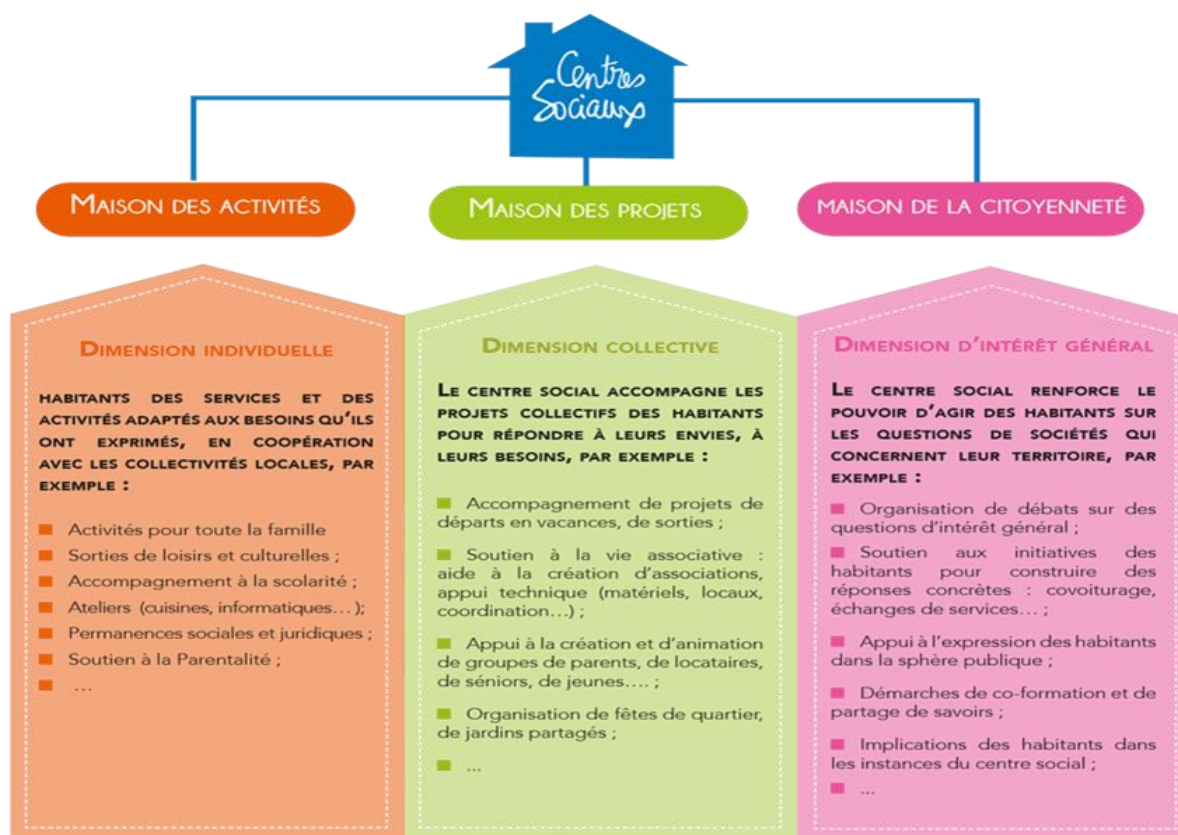 Centres
Sociaux
MAISON DES ACTIVITÉS
MAISON DES PROJETS
MAISON DE LA CITOYENNETÉ
DIMENSION INDIVIDUELLE
HABITANTS DES SERVICES ET DES
ACTIVITÉS ADAPTÉS AUX BESOINS QU'ILS
ONT EXPRIMÉS, EN COOPÉRATION
AVEC LES COLLECTIVITÉS LOCALES, PAR
EXEMPLE :
■ Activités pour toute la famille
■ Sorties de loisirs et culturelles ;
■ Accompagnement à la scolarité ;
■ Ateliers (cuisines, informatiques... );
■ Permanences sociales et juridiques ;
■ Soutien à la Parentalité ;
■ ...
DIMENSION COLLECTIVE
LE CENTRE SOCIAL ACCOMPAGNE LES
PROJETS COLLECTIFS DES HABITANTS
POUR RÉPONDRE À LEURS ENVIES, À
LEURS BESOINS, PAR EXEMPLE :
■ Accompagnement de projets de
départs en vacances, de sorties ;
■ Soutien à la vie associative :
aide à la création d'associations,
appui technique (matériels, locaux,
coordination...) ;
■ Appui à la création et d'animation
de groupes de parents, de locataires,
de séniors, de jeunes.... ;
■ Organisation de fêtes de quartier,
de jardins partagés ;
■ ...
DIMENSION D'INTÉRÊT GÉNÉRAL
LE CENTRE SOCIAL RENFORCE LE
POUVOIR D'AGIR DES HABITANTS SUR
LES QUESTIONS DE SOCIÉTÉS QUI
CONCERNENT LEUR TERRITOIRE, PAR
EXEMPLE :
■ Organisation de débats sur des
questions d'intérêt général ;
■ Soutien aux initiatives des
habitants pour construire des
réponses concrètes : covoiturage,
échanges de services... ;
■ Appui à l'expression des habitants
dans la sphère publique ;
■ Démarches de co-formation et de
partage de savoirs ;
■ Implications des habitants dans
les instances du centre social ;
■ ...